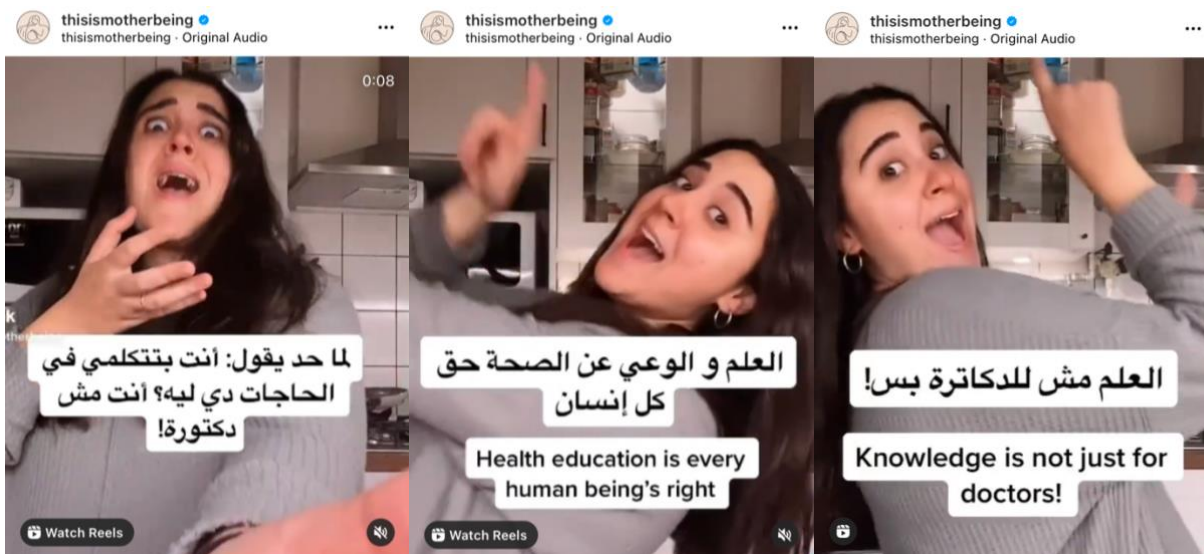 thisismotherbeing
thisismotherbeing · Original Audio
0:08
لما حد يقول: أنت بتتكلمي في
الحاجات دي ليه؟ أنت مش
دكتورة!
Watch Reels
thisismotherbeing
thisismotherbeing · Original Audio
العلم و الوعي عن الصحة حق
كل إنسان
Health education is every
human being's right
Watch Reels
thisismotherbeing
thisismotherbeing · Original Audio
العلم مش للدكاترة بس!
Knowledge is not just for
doctors!